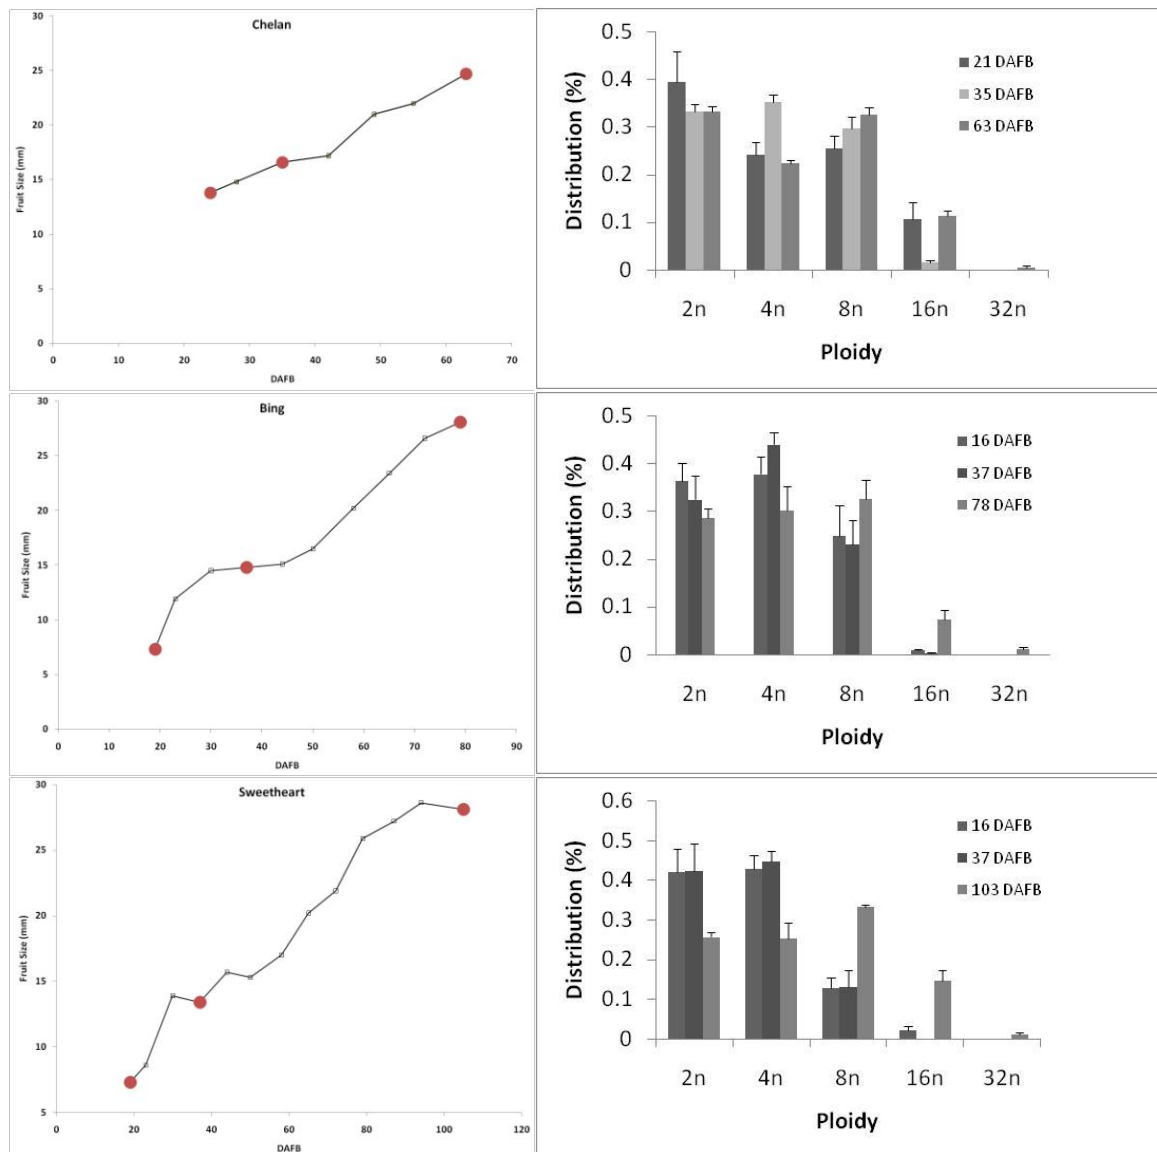 Chelan
Fruit Size (mm)
30
25
20
15
10
5
0
0 10 20 30 40 50 60 70
DAFB
Distribution (%)
0.5
0.4
0.3
0.2
0.1
0
21 DAFB
35 DAFB
63 DAFB
2n 4n 8n 16n 32n
Ploidy
Bing
Fruit Size (mm)
30
25
20
15
10
5
0
0 10 20 30 40 50 60 70 80 90
DAFB
Distribution (%)
0.5
0.4
0.3
0.2
0.1
0
16 DAFB
37 DAFB
78 DAFB
2n 4n 8n 16n 32n
Ploidy
Sweetheart
Fruit Size (mm)
30
25
20
15
10
5
0 20 40 60 80 100 120
DAFB
Distribution (%)
0.6
0.5
0.4
0.3
0.2
0.1
0
16 DAFB
37 DAFB
103 DAFB
2n 4n 8n 16n 32n
Ploidy